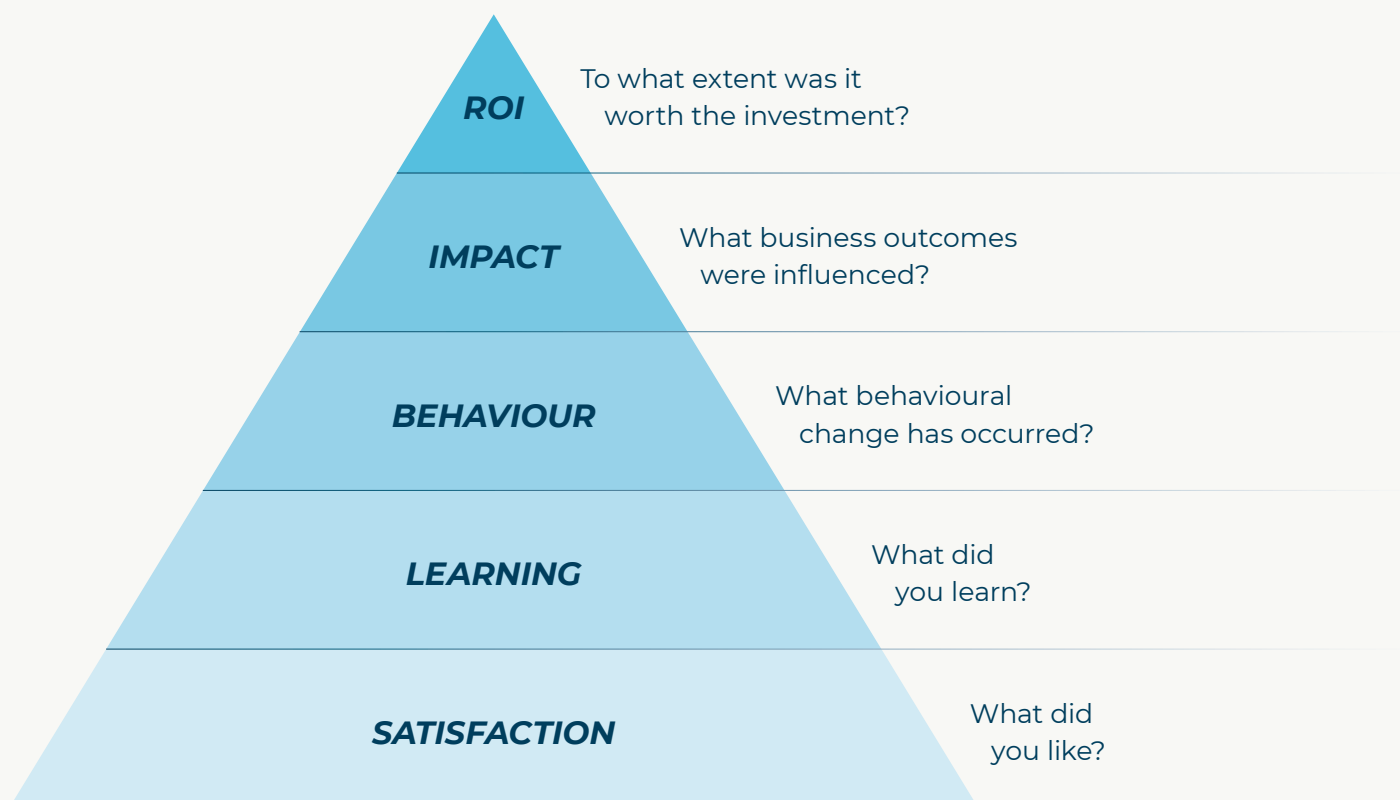 ROI
To what extent was it
worth the investment?
IMPACT
What business outcomes
were influenced?
BEHAVIOUR
What behavioural
change has occurred?
LEARNING
What did
you learn?
SATISFACTION
What did
you like?